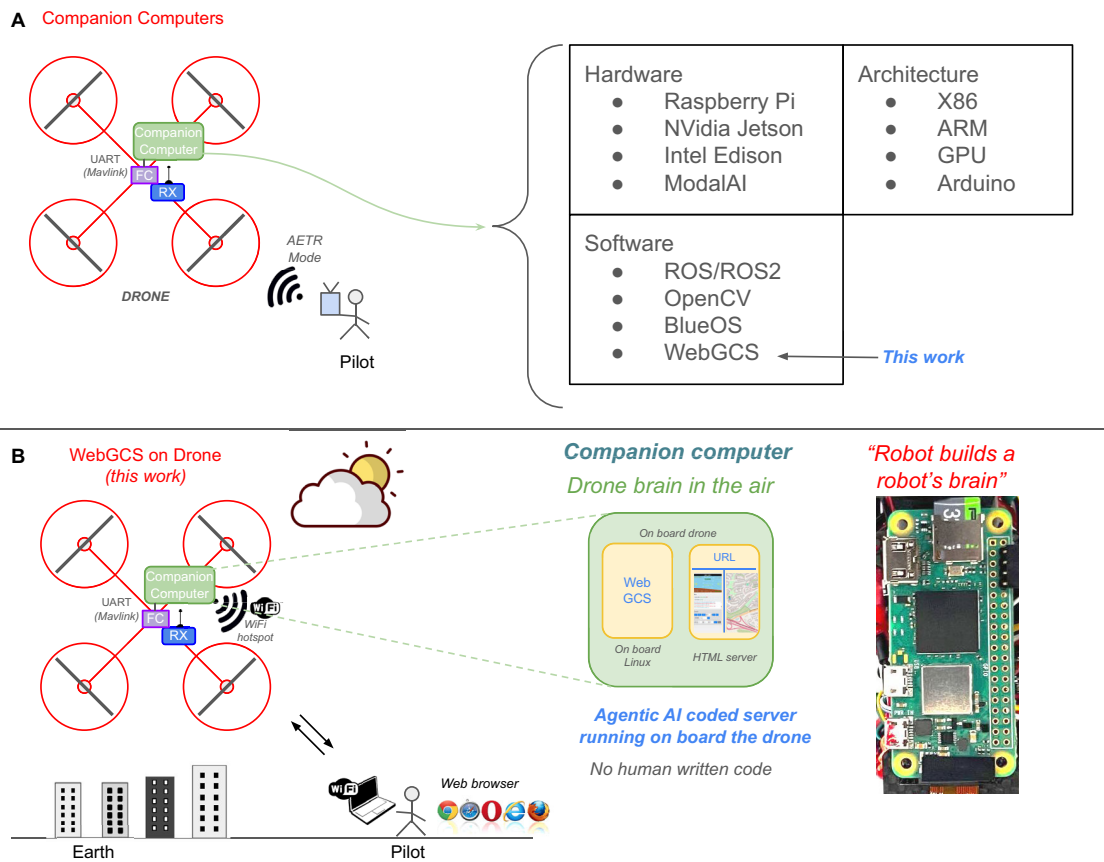 A Companion Computers
Companion
Computer
UART
(Mavlink)
FC
RX
AETR
Mode
DRONE
Pilot
Hardware
● Raspberry Pi
● NVidia Jetson
● Intel Edison
● ModalAI
Architecture
● X86
● ARM
● GPU
● Arduino
Software
● ROS/ROS2
● OpenCV
● BlueOS
● WebGCS
This work
B WebGCS on Drone
(this work)
Companion
Computer
UART
(Mavlink)
FC
RX
WiFi
WiFi
hotspot
Companion computer
Drone brain in the air
On board drone
Web
GCS
URL
On board
Linux
HTML server
Agentic AI coded server
running on board the drone
No human written code
"Robot builds a
robot's brain"
WiFi
Web browser
Earth
Pilot